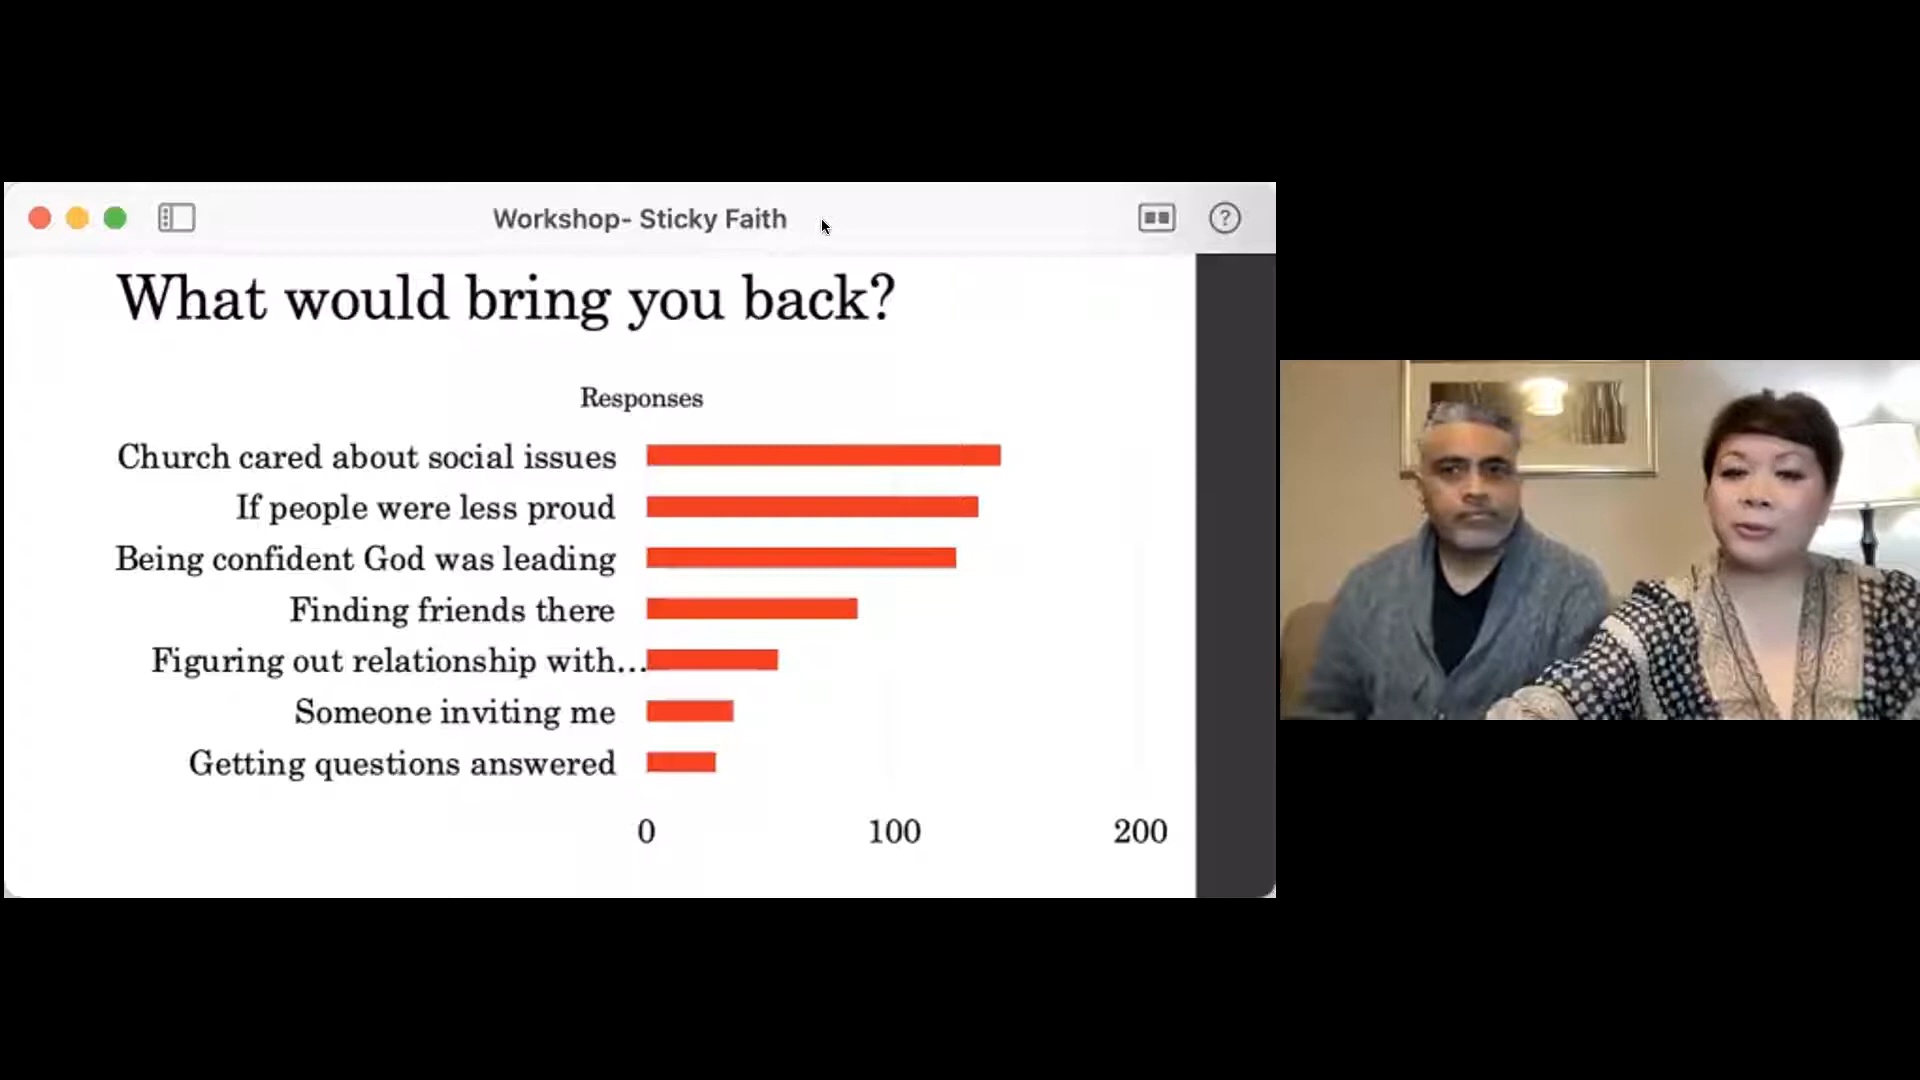 Workshop- Sticky Faith
What would bring you back?
Responses
Church cared about social issues
If people were less proud
Being confident God was leading
Finding friends there
Figuring out relationship with…
Someone inviting me
Getting questions answered
0 100 200